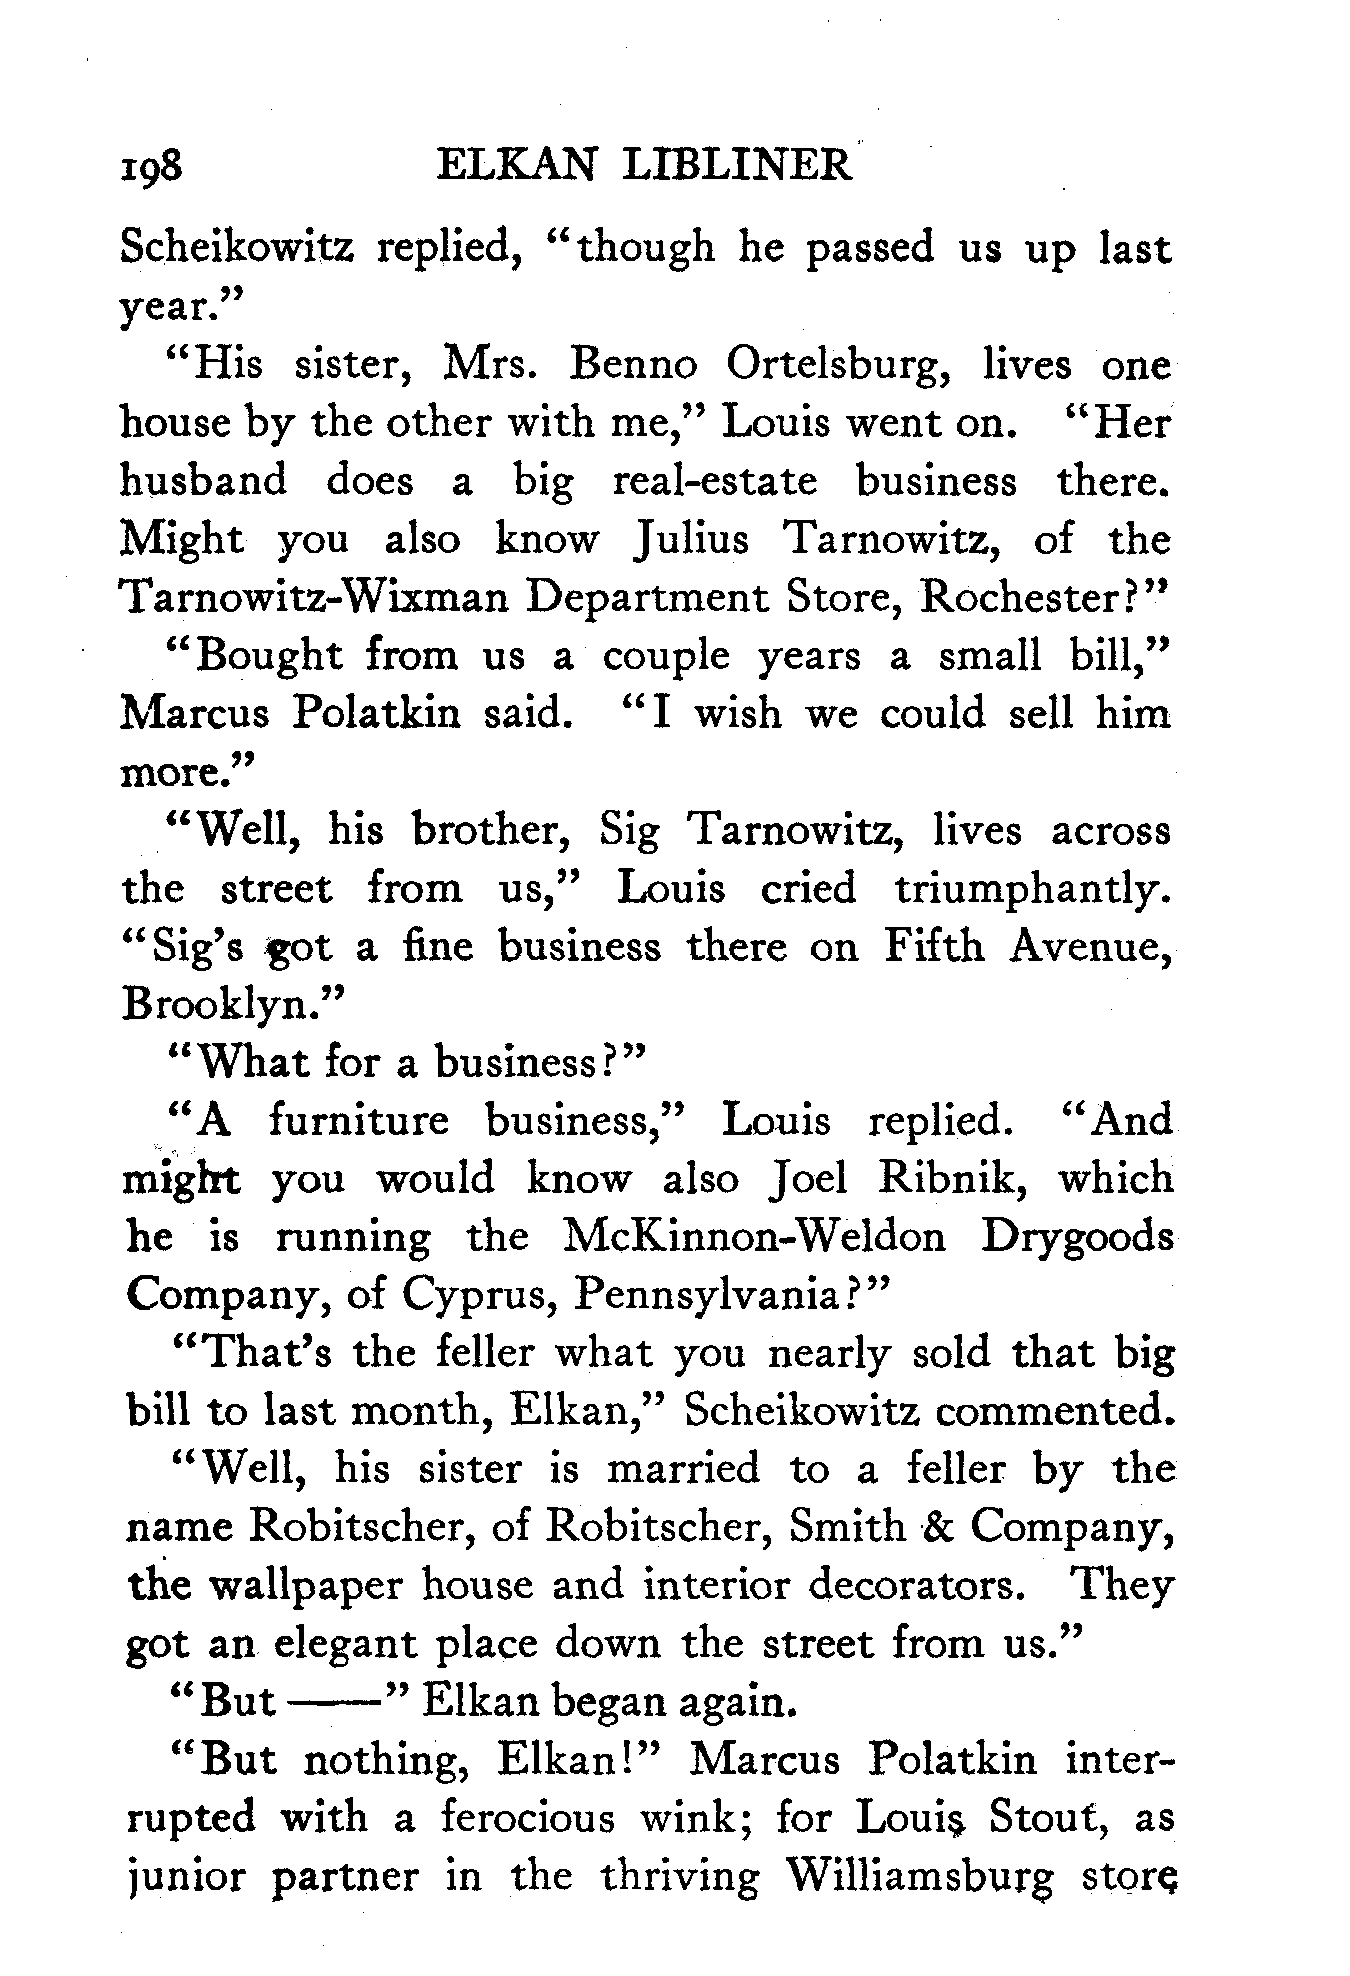 198 ELKAN LIBLINER
Scheikowitz replied, "though he passed us up last
year."
"His sister, Mrs. Benno Ortelsburg, lives one
house by the other with me," Louis went on. "Her
husband does a big real-estate business there.
Might you also know Julius Tarnowitz, of the
Tarnowitz-Wixman Department Store, Rochester?"
"Bought from us a couple years a small bill,"
Marcus Polatkin said. "I wish we could sell him
more."
"Well, his brother, Sig Tarnowitz, lives across
the street from us," Louis cried triumphantly.
"Sig's got a fine business there on Fifth Avenue,
Brooklyn."
"What for a business?"
"A furniture business," Louis replied. "And
might you would know also Joel Ribnik, which
he is running the McKinnon-Weldon Drygoods
Company, of Cyprus, Pennsylvania?"
"That's the feller what you nearly sold that big
bill to last month, Elkan," Scheikowitz commented.
"Well, his sister is married to a feller by the
name Robitscher, of Robitscher, Smith & Company,
the wallpaper house and interior decorators. They
got an elegant place down the street from us."
"But ——" Elkan began again.
"But nothing, Elkan!" Marcus Polatkin inter-
rupted with a ferocious wink; for Louis Stout, as
junior partner in the thriving Williamsburg store